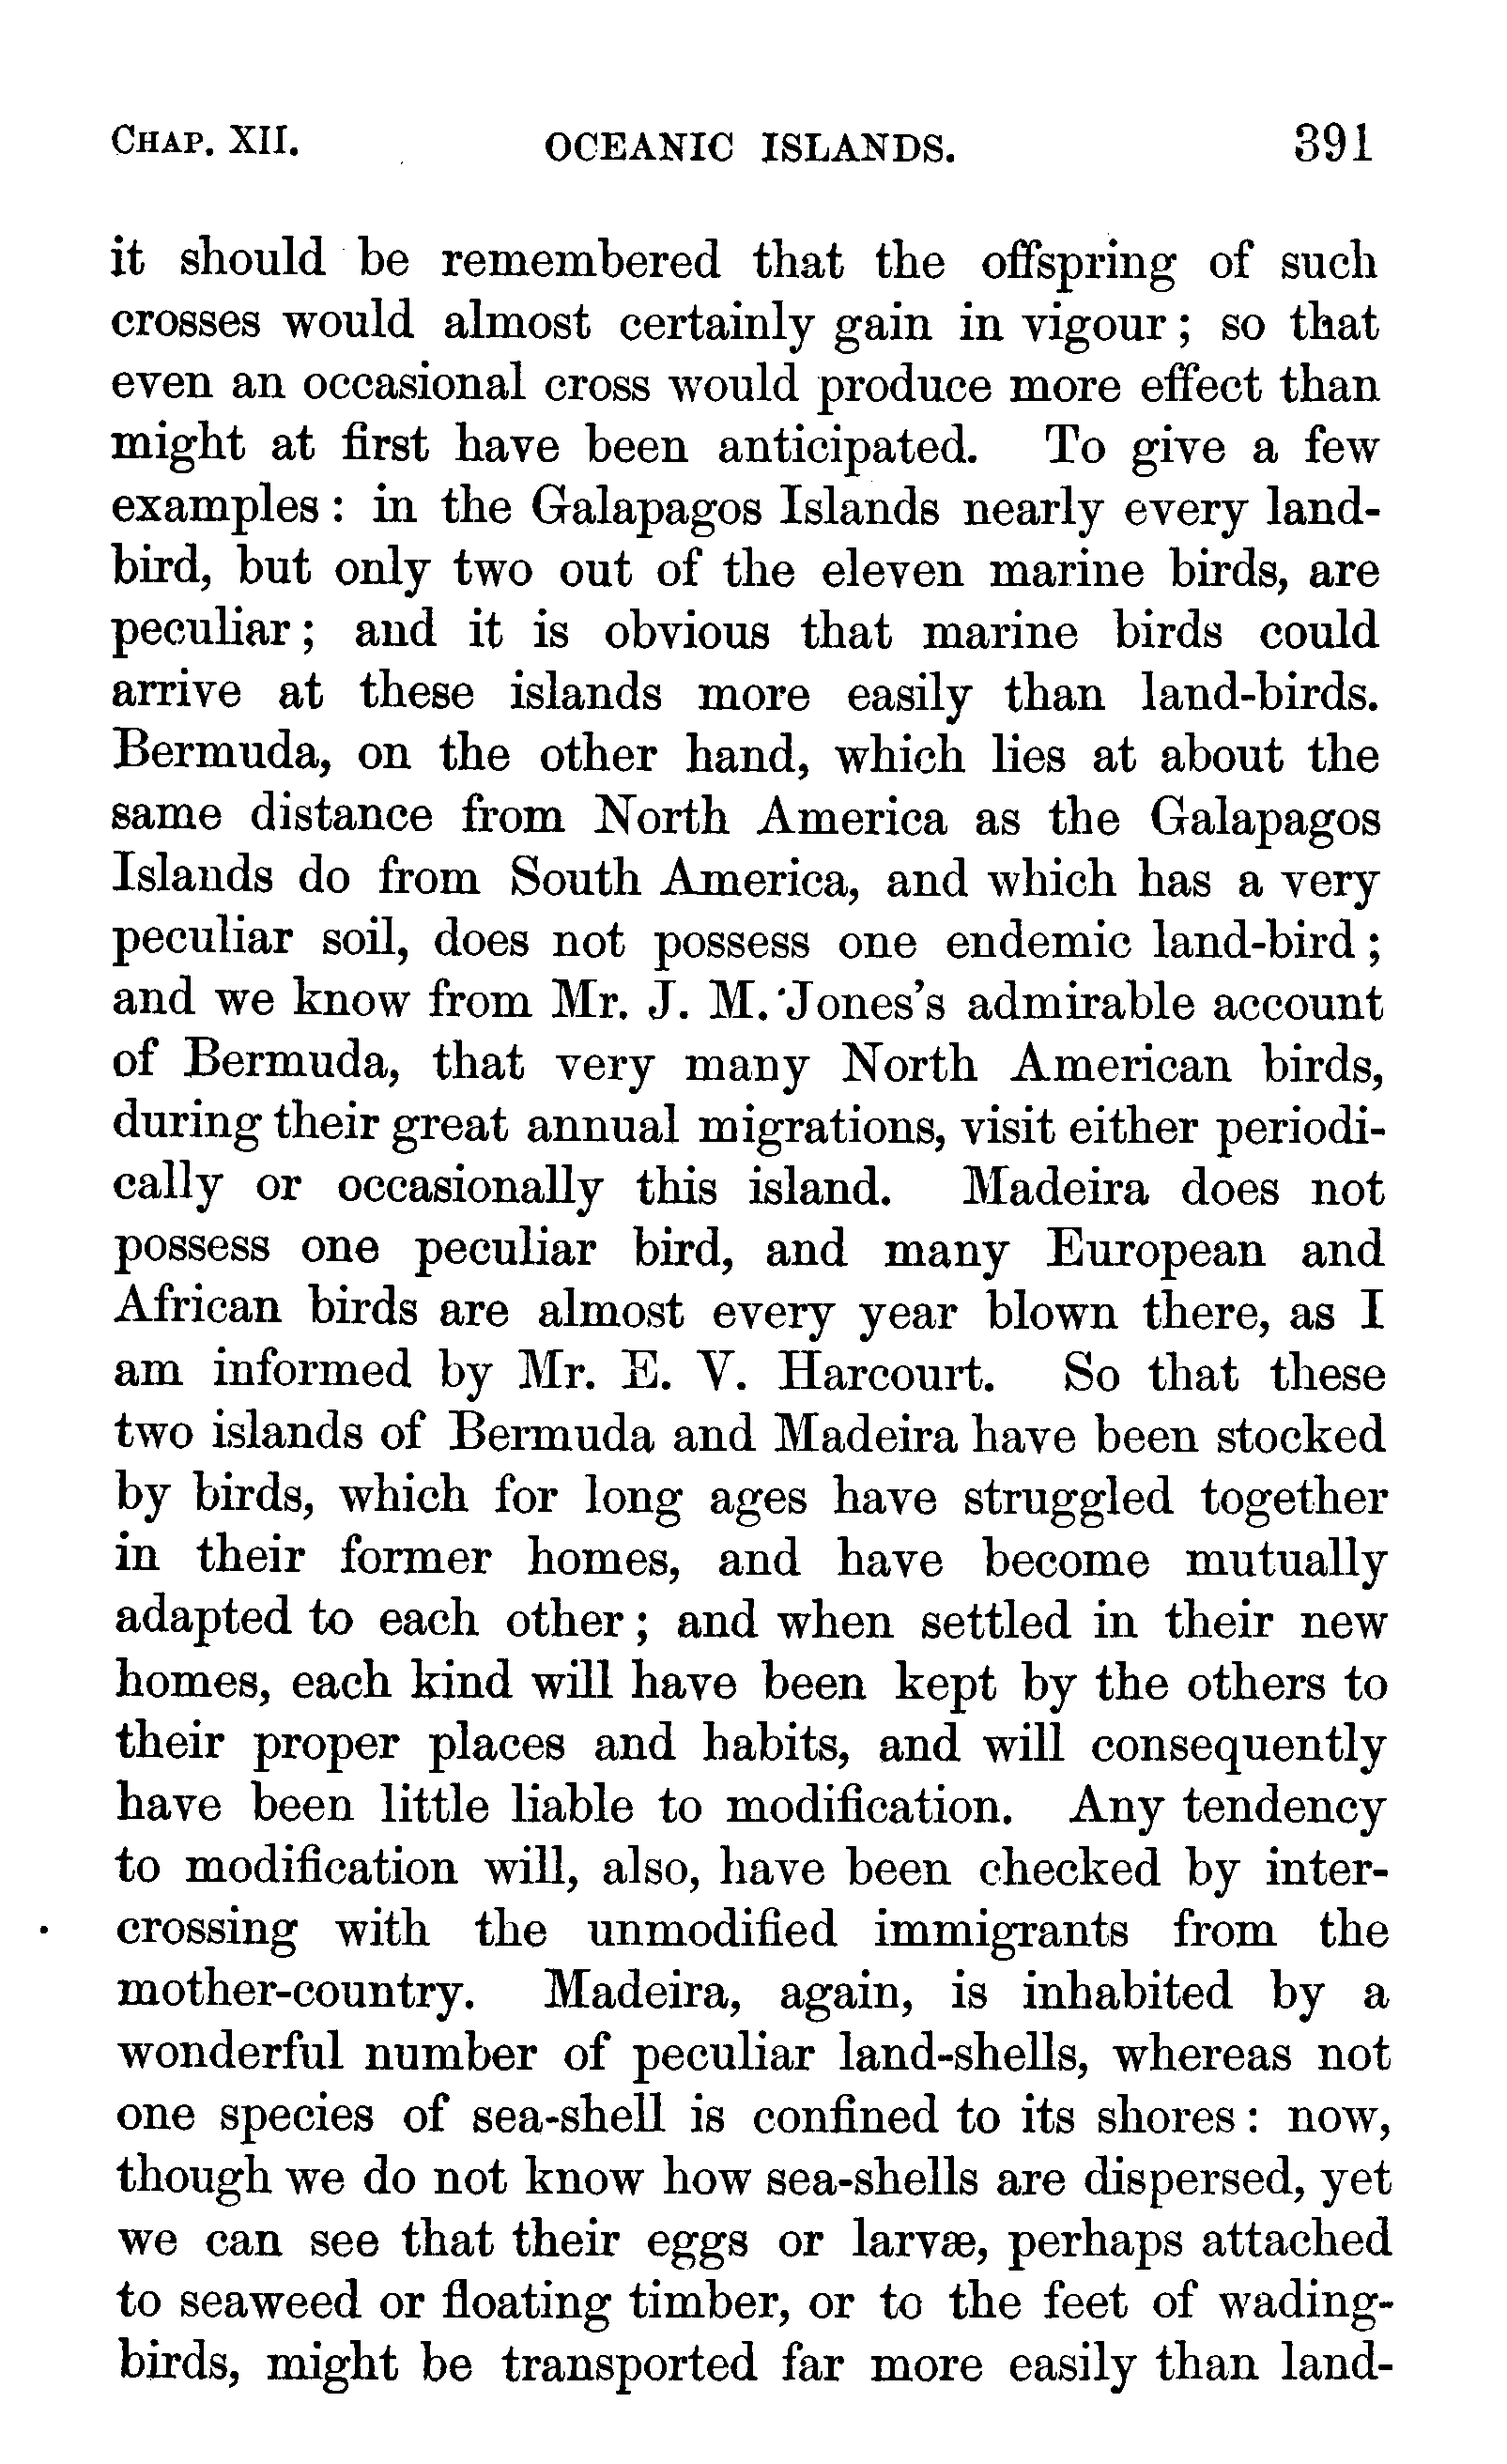 CHAP. XII. OCEANIC ISLANDS. 391
it should be remembered that the offspring of such
crosses would almost certainly gain in vigour; so that
even an occasional cross would produce more effect than
might at first have been anticipated. To give a few
examples: in the Galapagos Islands nearly every land-
bird, but only two out of the eleven marine birds, are
peculiar; and it is obvious that marine birds could
arrive at these islands more easily than land-birds.
Bermuda, on the other hand, which lies at about the
same distance from North America as the Galapagos
Islands do from South America, and which has a very
peculiar soil, does not possess one endemic land-bird;
and we know from Mr. J. M. Jones's admirable account
of Bermuda, that very many North American birds,
during their great annual migrations, visit either periodi-
cally or occasionally this island. Madeira does not
possess one peculiar bird, and many European and
African birds are almost every year blown there, as I
am informed by Mr. E. V. Harcourt. So that these
two islands of Bermuda and Madeira have been stocked
by birds, which for long ages have struggled together
in their former homes, and have become mutually
adapted to each other; and when settled in their new
homes, each kind will have been kept by the others to
their proper places and habits, and will consequently
have been little liable to modification. Any tendency
to modification will, also, have been checked by inter-
crossing with the unmodified immigrants from the
mother-country. Madeira, again, is inhabited by a
wonderful number of peculiar land-shells, whereas not
one species of sea-shell is confined to its shores: now,
though we do not know how sea-shells are dispersed, yet
we can see that their eggs or larvæ, perhaps attached
to seaweed or floating timber, or to the feet of wading-
birds, might be transported far more easily than land-